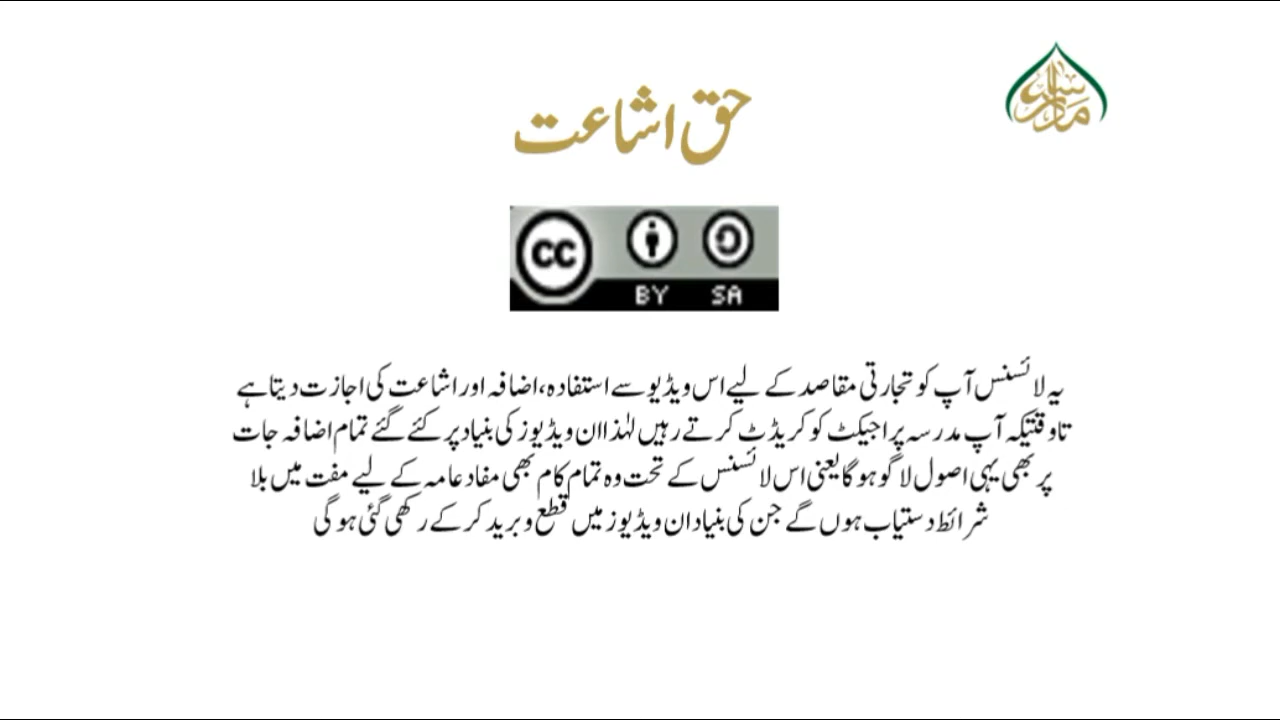 حق اشاعت
مدرسہ
CC BY SA
یہ لائسنس آپ کو تجارتی مقاصد کے لیے اس ویڈیو سے استفادہ، اضافہ اور اشاعت کی اجازت دیتا ہے
تاوقتیکہ آپ مدرسہ پراجیکٹ کو کریڈٹ کرتے رہیں لہٰذا ان ویڈیوز کی بنیاد پر کئے گئے تمام اضافہ جات
پر بھی یہی اصول لاگو ہو گا یعنی اس لائسنس کے تحت وہ تمام کام بھی مفاد عامہ کے لیے مفت میں بلا
شرائط دستیاب ہوں گے جن کی بنیاد ان ویڈیوز میں قطع و برید کر کے رکھی گئی ہو گی